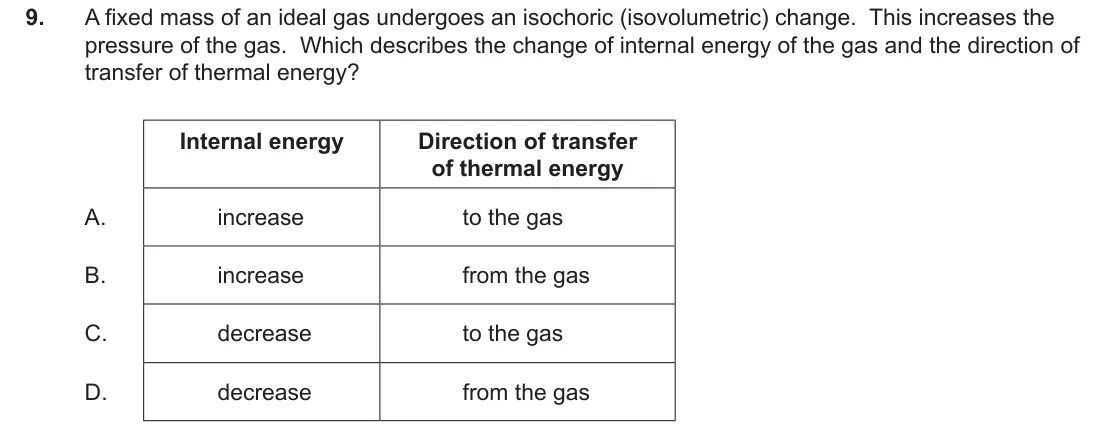 9. A fixed mass of an ideal gas undergoes an isochoric (isovolumetric) change. This increases the
pressure of the gas. Which describes the change of internal energy of the gas and the direction of
transfer of thermal energy?
Internal energy Direction of transfer
of thermal energy
A. increase to the gas
B. increase from the gas
C. decrease to the gas
D. decrease from the gas